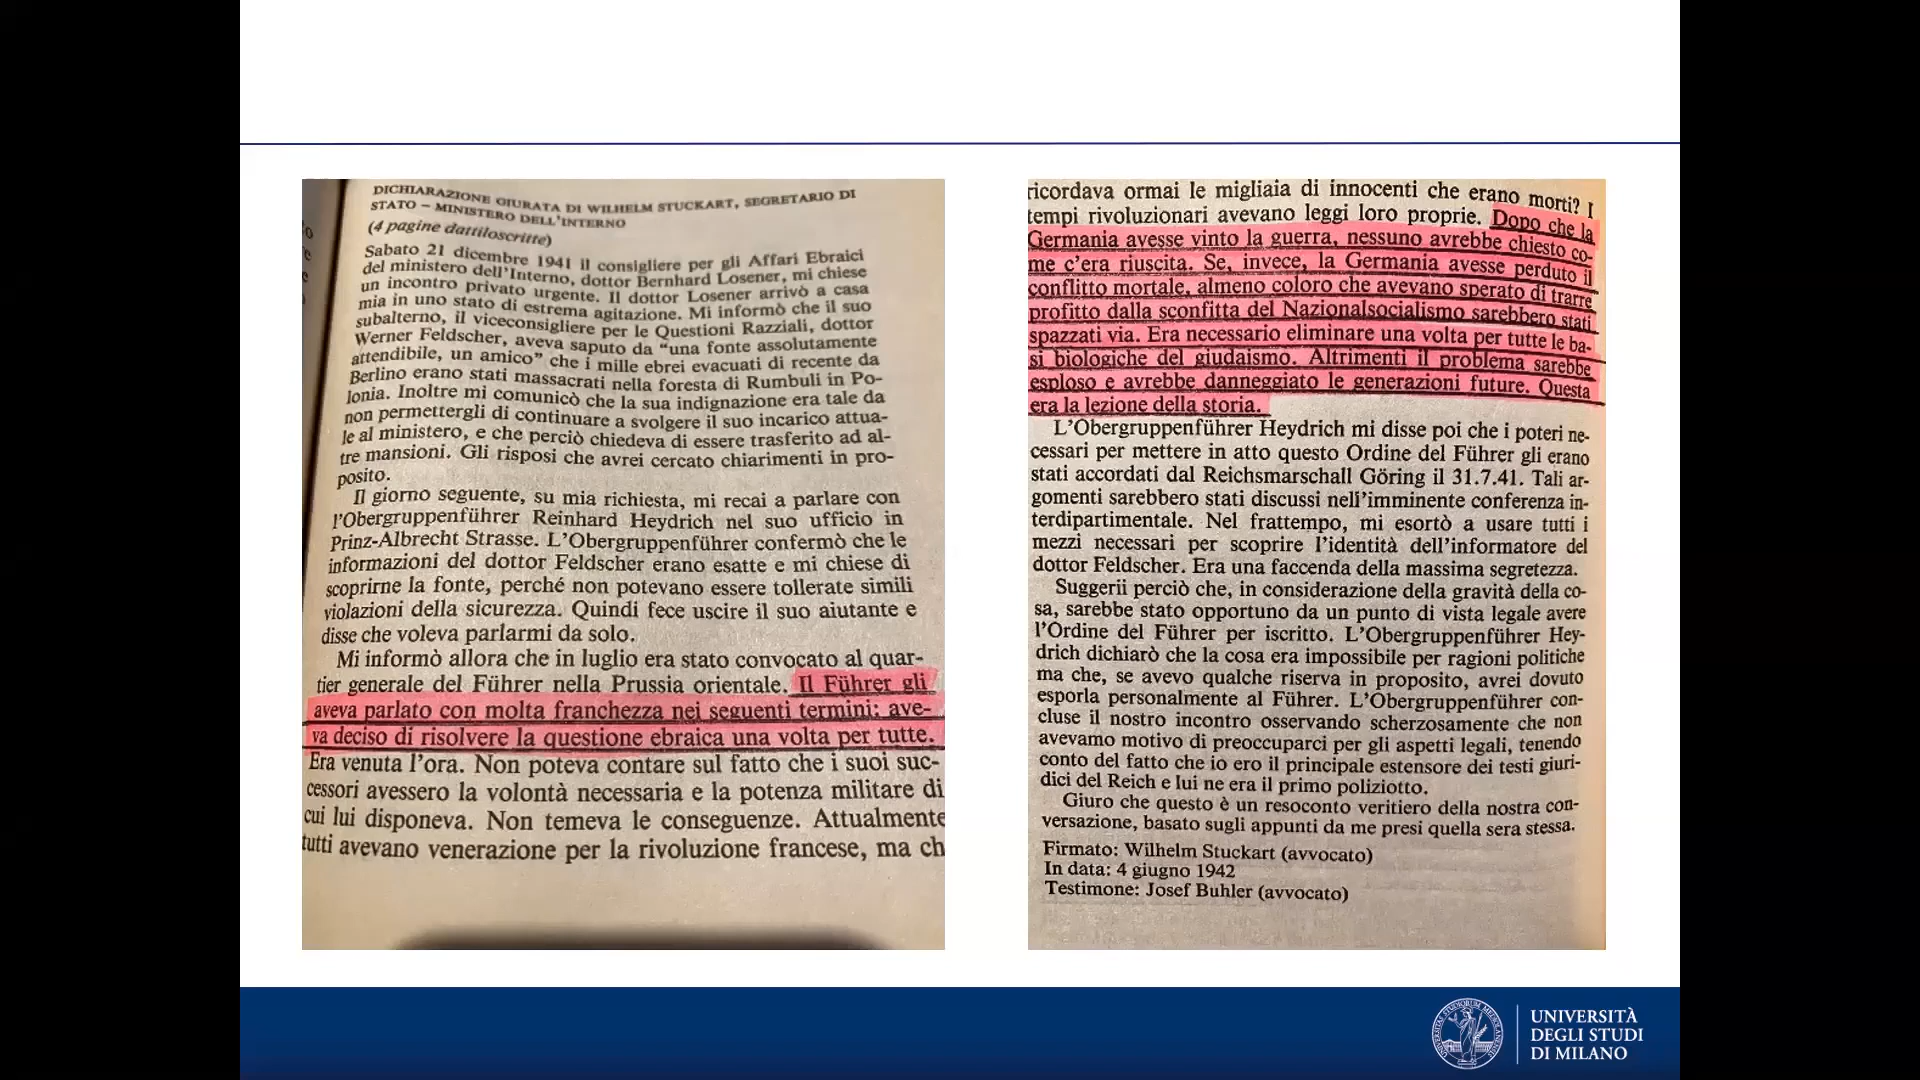 DICHIARAZIONE GIURATA DI WILHELM STUCKART, SEGRETARIO DI
STATO – MINISTERO DELL'INTERNO
(4 pagine dattiloscritte)
Sabato 21 dicembre 1941 il consigliere per gli Affari Ebraici
del ministero dell'Interno, dottor Bernhard Losener, mi chiese
un incontro privato urgente. Il dottor Losener arrivò a casa
mia in uno stato di estrema agitazione. Mi informò che il suo
subalterno, il viceconsigliere per le Questioni Razziali, dottor
Werner Feldscher, aveva saputo da “una fonte assolutamente
attendibile, un amico” che i mille ebrei evacuati di recente da
Berlino erano stati massacrati nella foresta di Rumbuli in Po-
lonia. Inoltre mi comunicò che la sua indignazione era tale da
non permettergli di continuare a svolgere il suo incarico attua-
le al ministero, e che perciò chiedeva di essere trasferito ad al-
tre mansioni. Gli risposi che avrei cercato chiarimenti in pro-
posito.
Il giorno seguente, su mia richiesta, mi recai a parlare con
l'Obergruppenführer Reinhard Heydrich nel suo ufficio in
Prinz-Albrecht Strasse. L'Obergruppenführer confermò che le
informazioni del dottor Feldscher erano esatte e mi chiese di
scoprirne la fonte, perché non potevano essere tollerate simili
violazioni della sicurezza. Quindi fece uscire il suo aiutante e
disse che voleva parlarmi da solo.
Mi informò allora che in luglio era stato convocato al quar-
tier generale del Führer nella Prussia orientale. Il Führer gli
aveva parlato con molta franchezza nei seguenti termini: ave-
va deciso di risolvere la questione ebraica una volta per tutte.
Era venuta l'ora. Non poteva contare sul fatto che i suoi suc-
cessori avessero la volontà necessaria e la potenza militare di
cui lui disponeva. Non temeva le conseguenze. Attualmente
tutti avevano venerazione per la rivoluzione francese, ma ch
ricordava ormai le migliaia di innocenti che erano morti? I
tempi rivoluzionari avevano leggi loro proprie. Dopo che la
Germania avesse vinto la guerra, nessuno avrebbe chiesto co-
me c'era riuscita. Se, invece, la Germania avesse perduto il
conflitto mortale, almeno coloro che avevano sperato di trarre
profitto dalla sconfitta del Nazionalsocialismo sarebbero stati
spazzati via. Era necessario eliminare una volta per tutte le ba-
si biologiche del giudaismo. Altrimenti il problema sarebbe
esploso e avrebbe danneggiato le generazioni future. Questa
era la lezione della storia.
L'Obergruppenführer Heydrich mi disse poi che i poteri ne-
cessari per mettere in atto questo Ordine del Führer gli erano
stati accordati dal Reichsmarschall Göring il 31.7.41. Tali ar-
gomenti sarebbero stati discussi nell'imminente conferenza in-
terdipartimentale. Nel frattempo, mi esortò a usare tutti i
mezzi necessari per scoprire l'identità dell'informatore del
dottor Feldscher. Era una faccenda della massima segretezza.
Suggerii perciò che, in considerazione della gravità della co-
sa, sarebbe stato opportuno da un punto di vista legale avere
l'Ordine del Führer per iscritto. L'Obergruppenführer Hey-
drich dichiarò che la cosa era impossibile per ragioni politiche
ma che, se avevo qualche riserva in proposito, avrei dovuto
esporla personalmente al Führer. L'Obergruppenführer con-
cluse il nostro incontro osservando scherzosamente che non
avevamo motivo di preoccuparci per gli aspetti legali, tenendo
conto del fatto che io ero il principale estensore dei testi giuri-
dici del Reich e lui ne era il primo poliziotto.
Giuro che questo è un resoconto veritiero della nostra con-
versazione, basato sugli appunti da me presi quella sera stessa.
Firmato: Wilhelm Stuckart (avvocato)
In data: 4 giugno 1942
Testimone: Josef Buhler (avvocato)
UNIVERSITÀ
DEGLI STUDI
DI MILANO